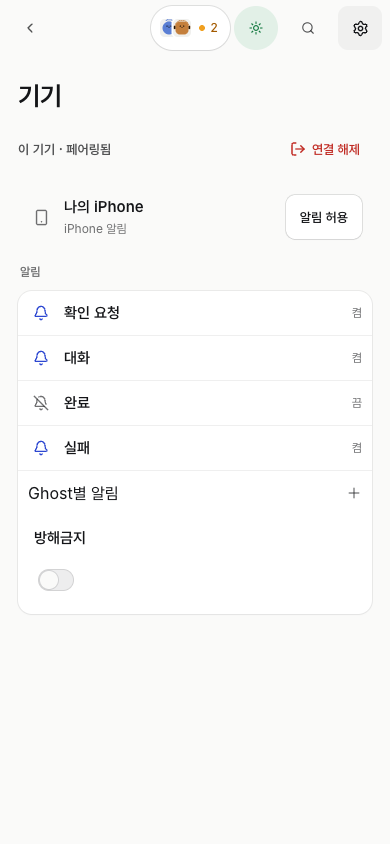 2
기기
이 기기 · 페어링됨
연결 해제
나의 iPhone
iPhone 알림
알림 허용
알림
확인 요청
켬
대화
켬
완료
끔
실패
켬
Ghost별 알림
방해금지